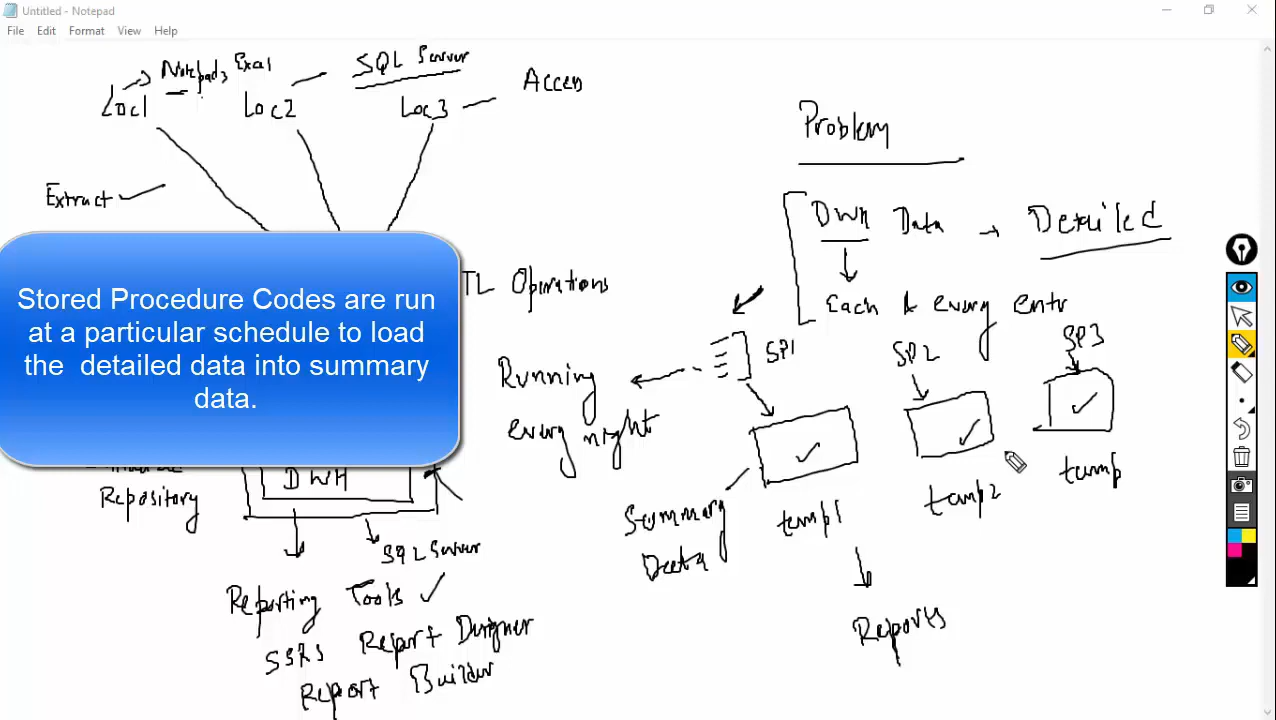 Untitled - Notepad
File Edit Format View Help
Notepad, Excel
SQL Server
Access
Loc1
Loc2
Loc3
Extract
Problem
DWH Data → Detailed
Each & every entr
TL Operations
Stored Procedure Codes are run
at a particular schedule to load
the detailed data into summary
data.
SP1
SP2
SP3
Running
every night
DWH
Repository
Summary
Data
temp1
temp2
temp
SQL Server
Reporting Tools
SSRS Report Designer
Report Builder
Reports